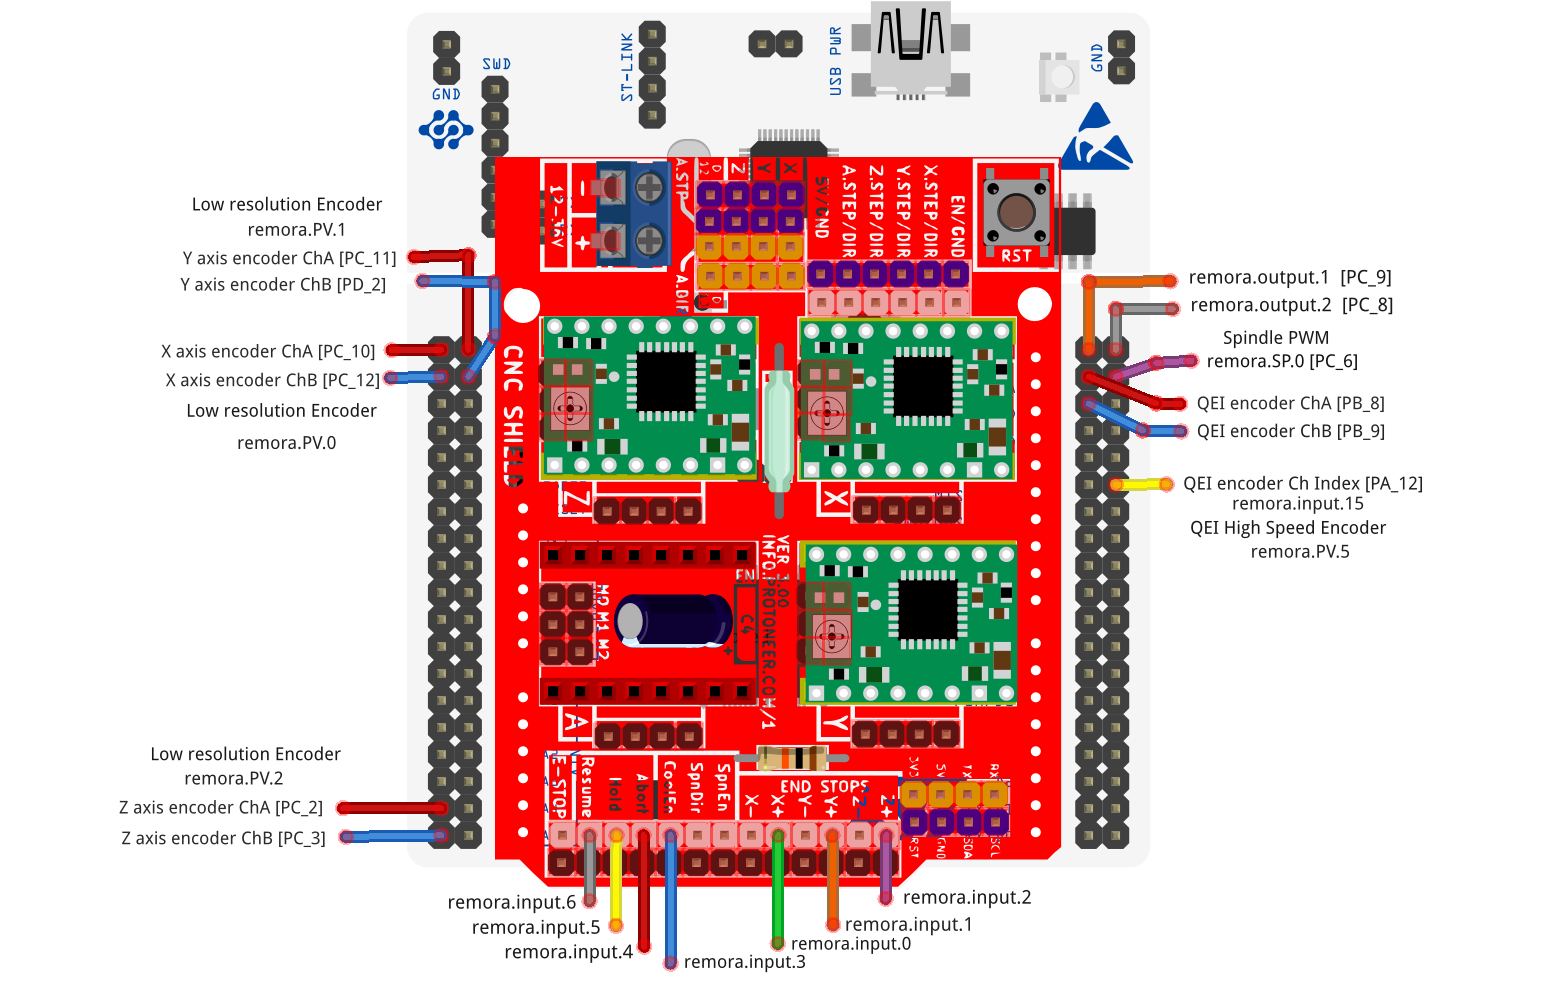 SWD
GND
ST-LINK
USB PWR
GND
Low resolution Encoder
remora.PV.1
Y axis encoder ChA [PC_11]
Y axis encoder ChB [PD_2]
X axis encoder ChA [PC_10]
X axis encoder ChB [PC_12]
Low resolution Encoder
remora.PV.0
12-36V
-
+
A.STP
12
D
Z
Y
X
A.DIR
D
5V/GND
A.STEP/DIR
Z.STEP/DIR
Y.STEP/DIR
X.STEP/DIR
EN/GND
RST
remora.output.1 [PC_9]
remora.output.2 [PC_8]
Spindle PWM
remora.SP.0 [PC_6]
QEI encoder ChA [PB_8]
QEI encoder ChB [PB_9]
QEI encoder Ch Index [PA_12]
remora.input.15
QEI High Speed Encoder
remora.PV.5
CNC SHIELD
Z
X
VER 3.00
INFO.PROTONEER.COM/1
EN
M0
M1
M2
C4
+
A
Y
Low resolution Encoder
remora.PV.2
Z axis encoder ChA [PC_2]
Z axis encoder ChB [PC_3]
E-STOP
Resume
Hold
Abort
CoolEn
SpnDir
SpnEn
END STOPS
X-
X+
Y-
Y+
Z-
Z+
3V3
5V
TX
RX
RST
GND
SDA
SCL
remora.input.6
remora.input.5
remora.input.4
remora.input.3
remora.input.0
remora.input.1
remora.input.2